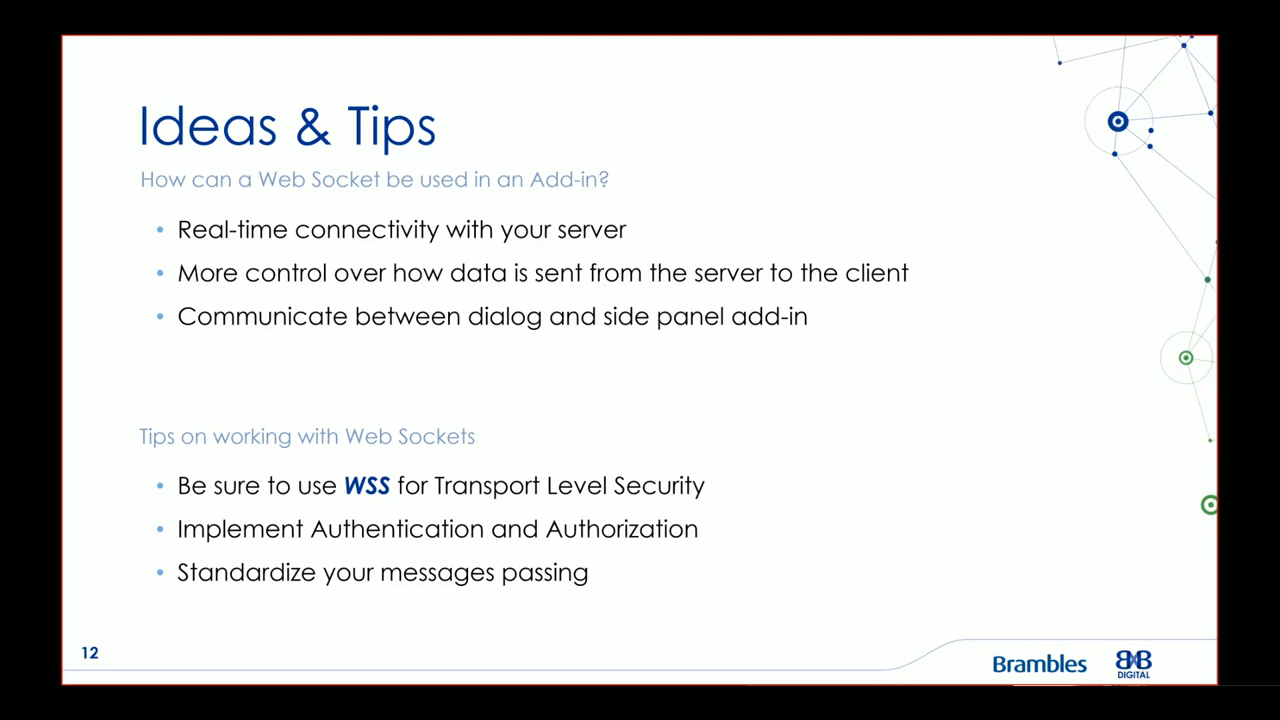 Ideas & Tips
How can a Web Socket be used in an Add-in?
• Real-time connectivity with your server
• More control over how data is sent from the server to the client
• Communicate between dialog and side panel add-in
Tips on working with Web Sockets
• Be sure to use WSS for Transport Level Security
• Implement Authentication and Authorization
• Standardize your messages passing
12
Brambles
BXB
DIGITAL